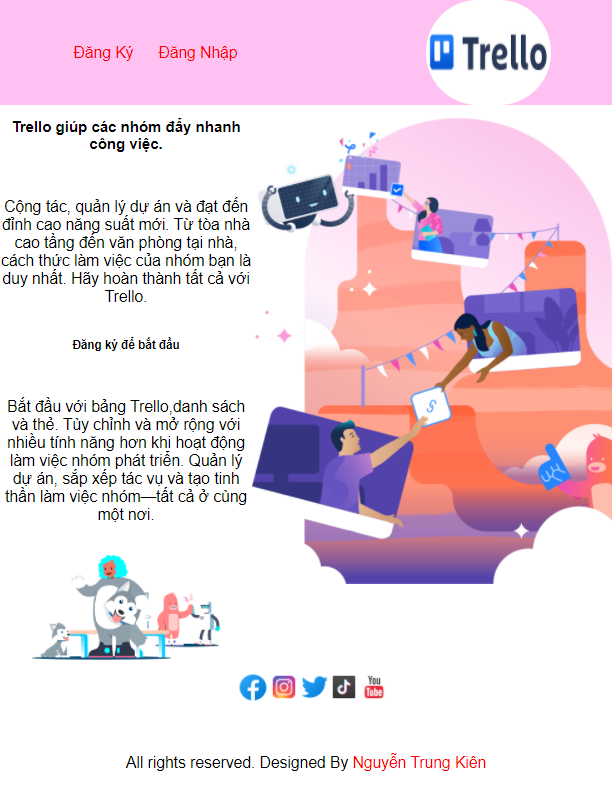 Đăng Ký Đăng Nhập
Trello
Trello giúp các nhóm đẩy nhanh
công việc.
Cộng tác, quản lý dự án và đạt đến
đỉnh cao năng suất mới. Từ tòa nhà
cao tầng đến văn phòng tại nhà,
cách thức làm việc của nhóm bạn là
duy nhất. Hãy hoàn thành tất cả với
Trello.
Đăng ký để bắt đầu
Bắt đầu với bảng Trello,danh sách
và thẻ. Tùy chỉnh và mở rộng với
nhiều tính năng hơn khi hoạt động
làm việc nhóm phát triển. Quản lý
dự án, sắp xếp tác vụ và tạo tinh
thần làm việc nhóm—tất cả ở cùng
một nơi.
You
Tube
All rights reserved. Designed By Nguyễn Trung Kiên